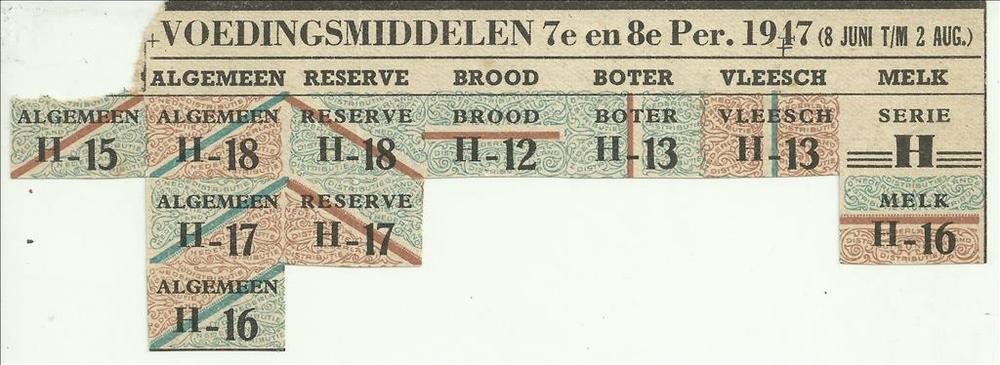 VOEDINGSMIDDELEN 7e en 8e Per. 1947 (8 JUNI T/M 2 AUG.)
ALGEMEEN RESERVE BROOD BOTER VLEESCH MELK
ALGEMEEN ALGEMEEN RESERVE BROOD BOTER VLEESCH SERIE
H-15 H-18 H-18 H-12 H-13 H-13 H
ALGEMEEN RESERVE MELK
H-17 H-17 H-16
ALGEMEEN
H-16